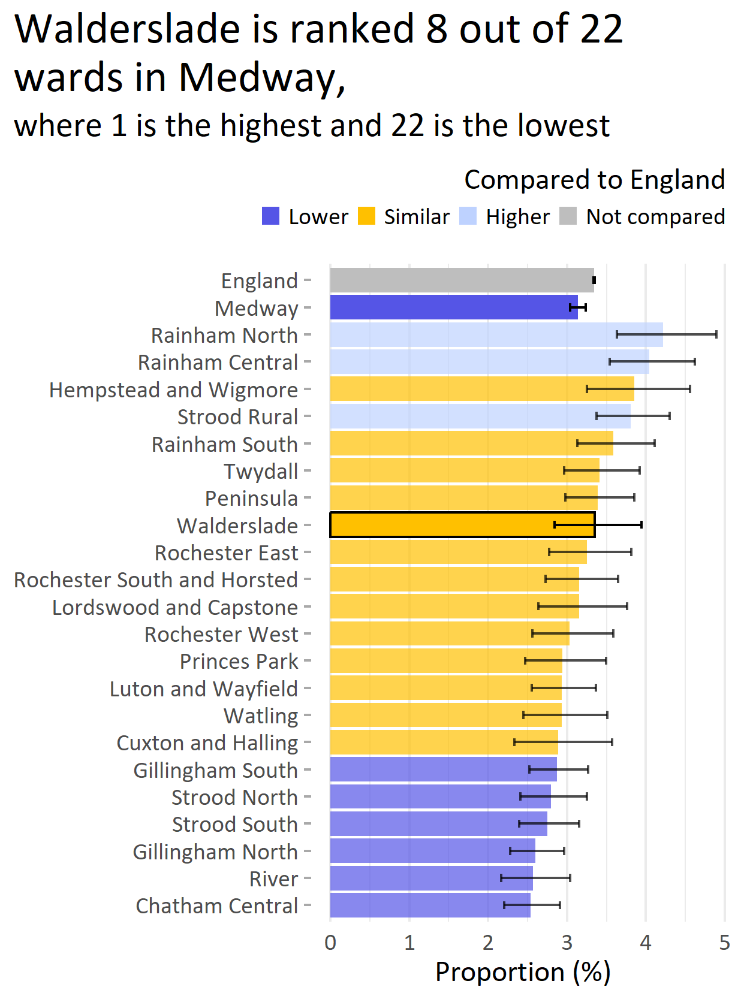 Walderslade is ranked 8 out of 22
wards in Medway,
where 1 is the highest and 22 is the lowest
Compared to England
Lower Similar Higher Not compared
England
Medway
Rainham North
Rainham Central
Hempstead and Wigmore
Strood Rural
Rainham South
Twydall
Peninsula
Walderslade
Rochester East
Rochester South and Horsted
Lordswood and Capstone
Rochester West
Princes Park
Luton and Wayfield
Watling
Cuxton and Halling
Gillingham South
Strood North
Strood South
Gillingham North
River
Chatham Central
0 1 2 3 4 5
Proportion (%)